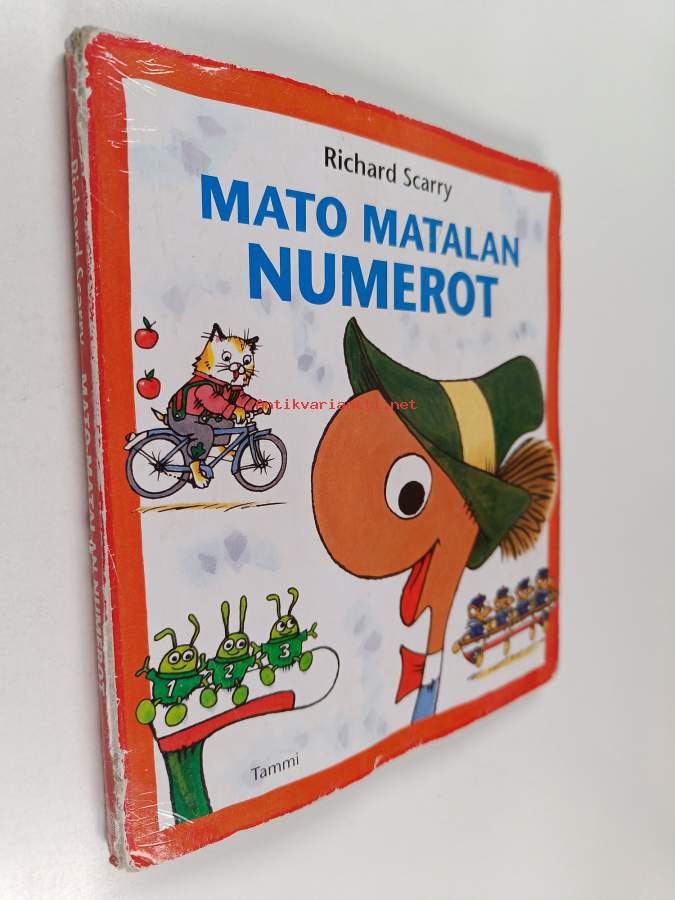 Richard Scarry
MATO MATALAN
NUMEROT
Antikvariaatti.net
1 2 3
Tammi
Richard Scarry MATO MATALAN NUMEROT